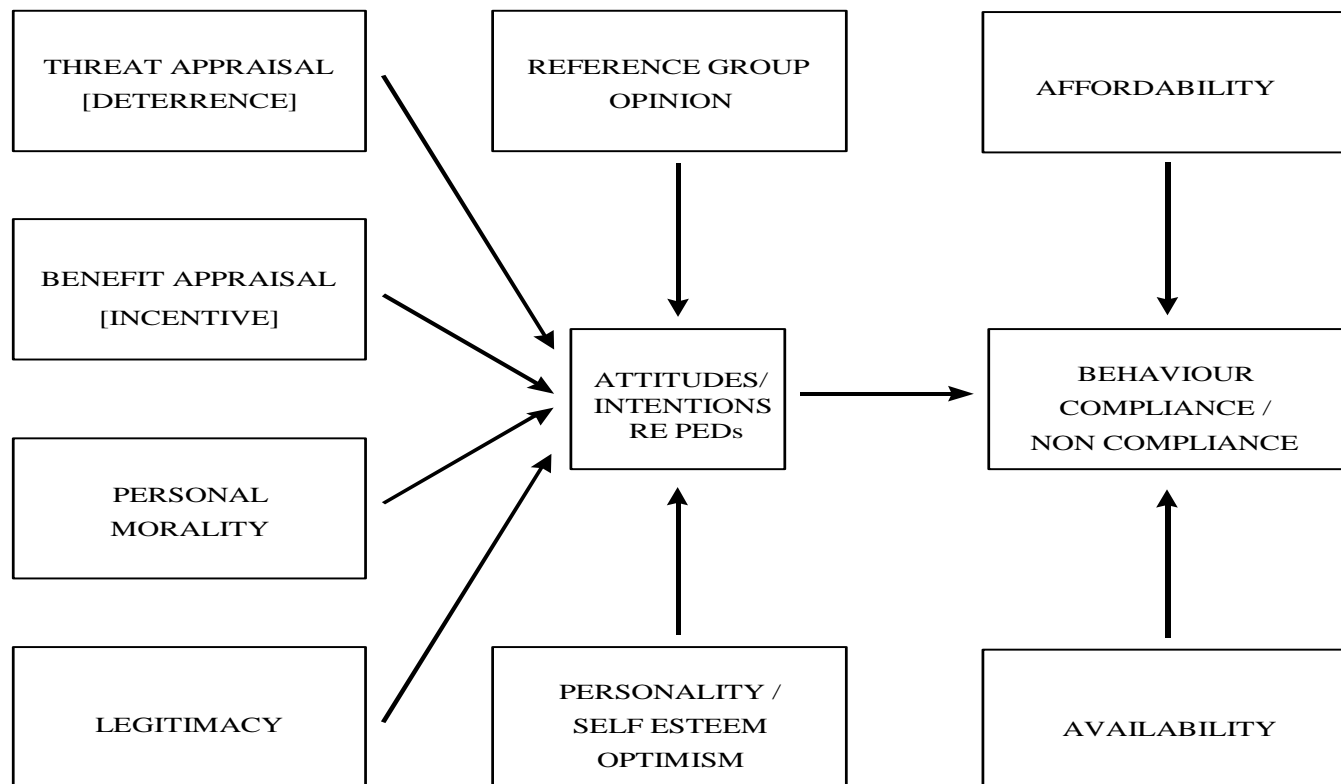 THREAT APPRAISAL
[DETERRENCE]
REFERENCE GROUP
OPINION
AFFORDABILITY
BENEFIT APPRAISAL
[INCENTIVE]
ATTITUDES/
INTENTIONS
RE PEDs
BEHAVIOUR
COMPLIANCE /
NON COMPLIANCE
PERSONAL
MORALITY
LEGITIMACY
PERSONALITY /
SELF ESTEEM
OPTIMISM
AVAILABILITY